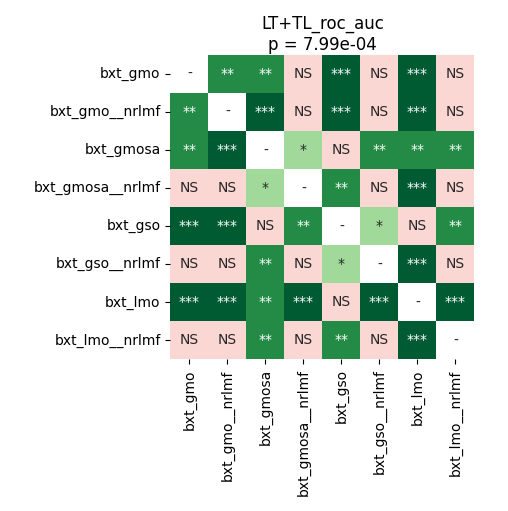 LT+TL_roc_auc
p = 7.99e-04
bxt_gmo - ** ** NS *** NS *** NS
bxt_gmo__nrlmf ** - *** NS *** NS *** NS
bxt_gmosa ** *** - * NS ** ** **
bxt_gmosa__nrlmf NS NS * - ** NS *** NS
bxt_gso *** *** NS ** - * NS **
bxt_gso__nrlmf NS NS ** NS * - *** NS
bxt_lmo *** *** ** *** NS *** - ***
bxt_lmo__nrlmf NS NS ** NS ** NS *** -
bxt_gmo
bxt_gmo__nrlmf
bxt_gmosa
bxt_gmosa__nrlmf
bxt_gso
bxt_gso__nrlmf
bxt_lmo
bxt_lmo__nrlmf